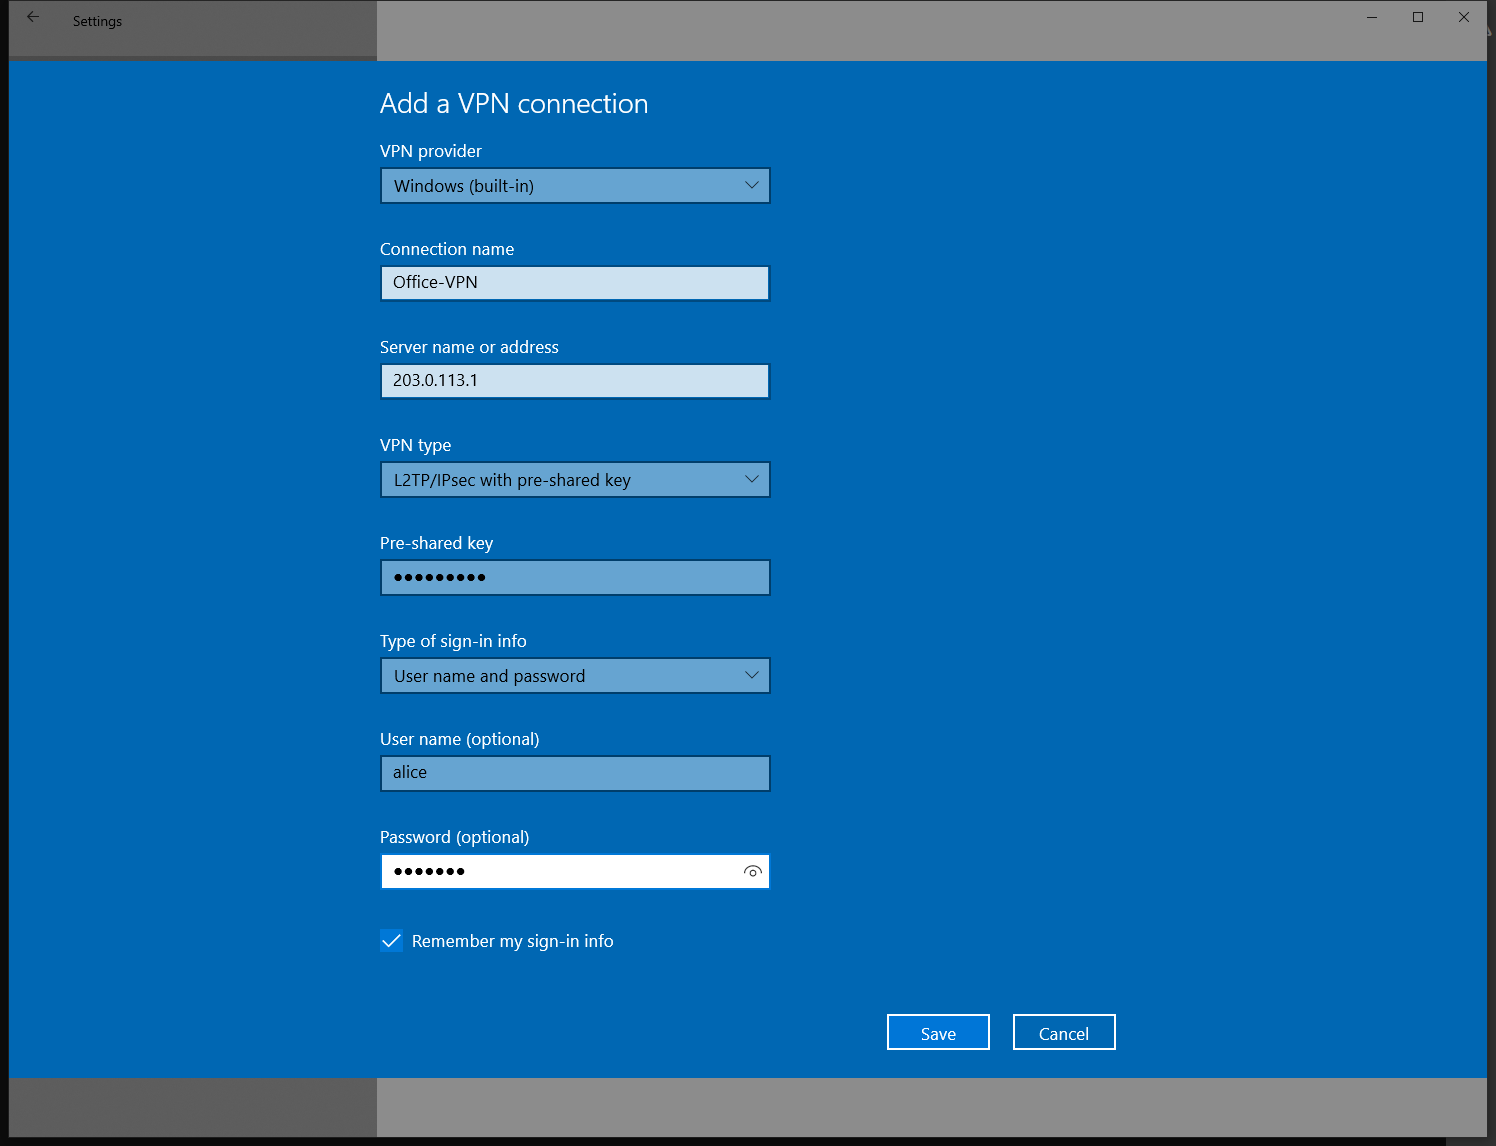 Settings
Add a VPN connection
VPN provider
Windows (built-in)
Connection name
Office-VPN
Server name or address
203.0.113.1
VPN type
L2TP/IPsec with pre-shared key
Pre-shared key
●●●●●●●●●
Type of sign-in info
User name and password
User name (optional)
alice
Password (optional)
●●●●●●●
Remember my sign-in info
Save Cancel